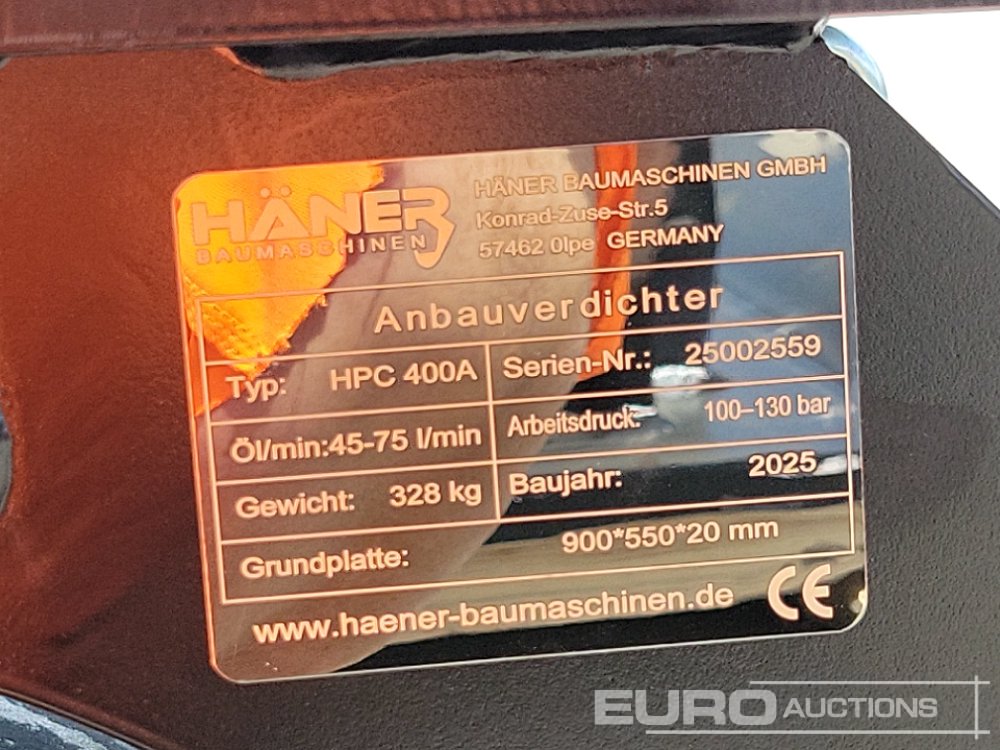 HÄNER
BAUMASCHINEN
HÄNER BAUMASCHINEN GMBH
Konrad-Zuse-Str.5
57462 Olpe GERMANY
Anbauverdichter
Typ: HPC 400A
Serien-Nr.: 25002559
Öl/min:45-75 l/min
Arbeitsdruck: 100-130 bar
Gewicht: 328 kg
Baujahr: 2025
Grundplatte: 900*550*20 mm
www.haener-baumaschinen.de CE
EURO AUCTIONS